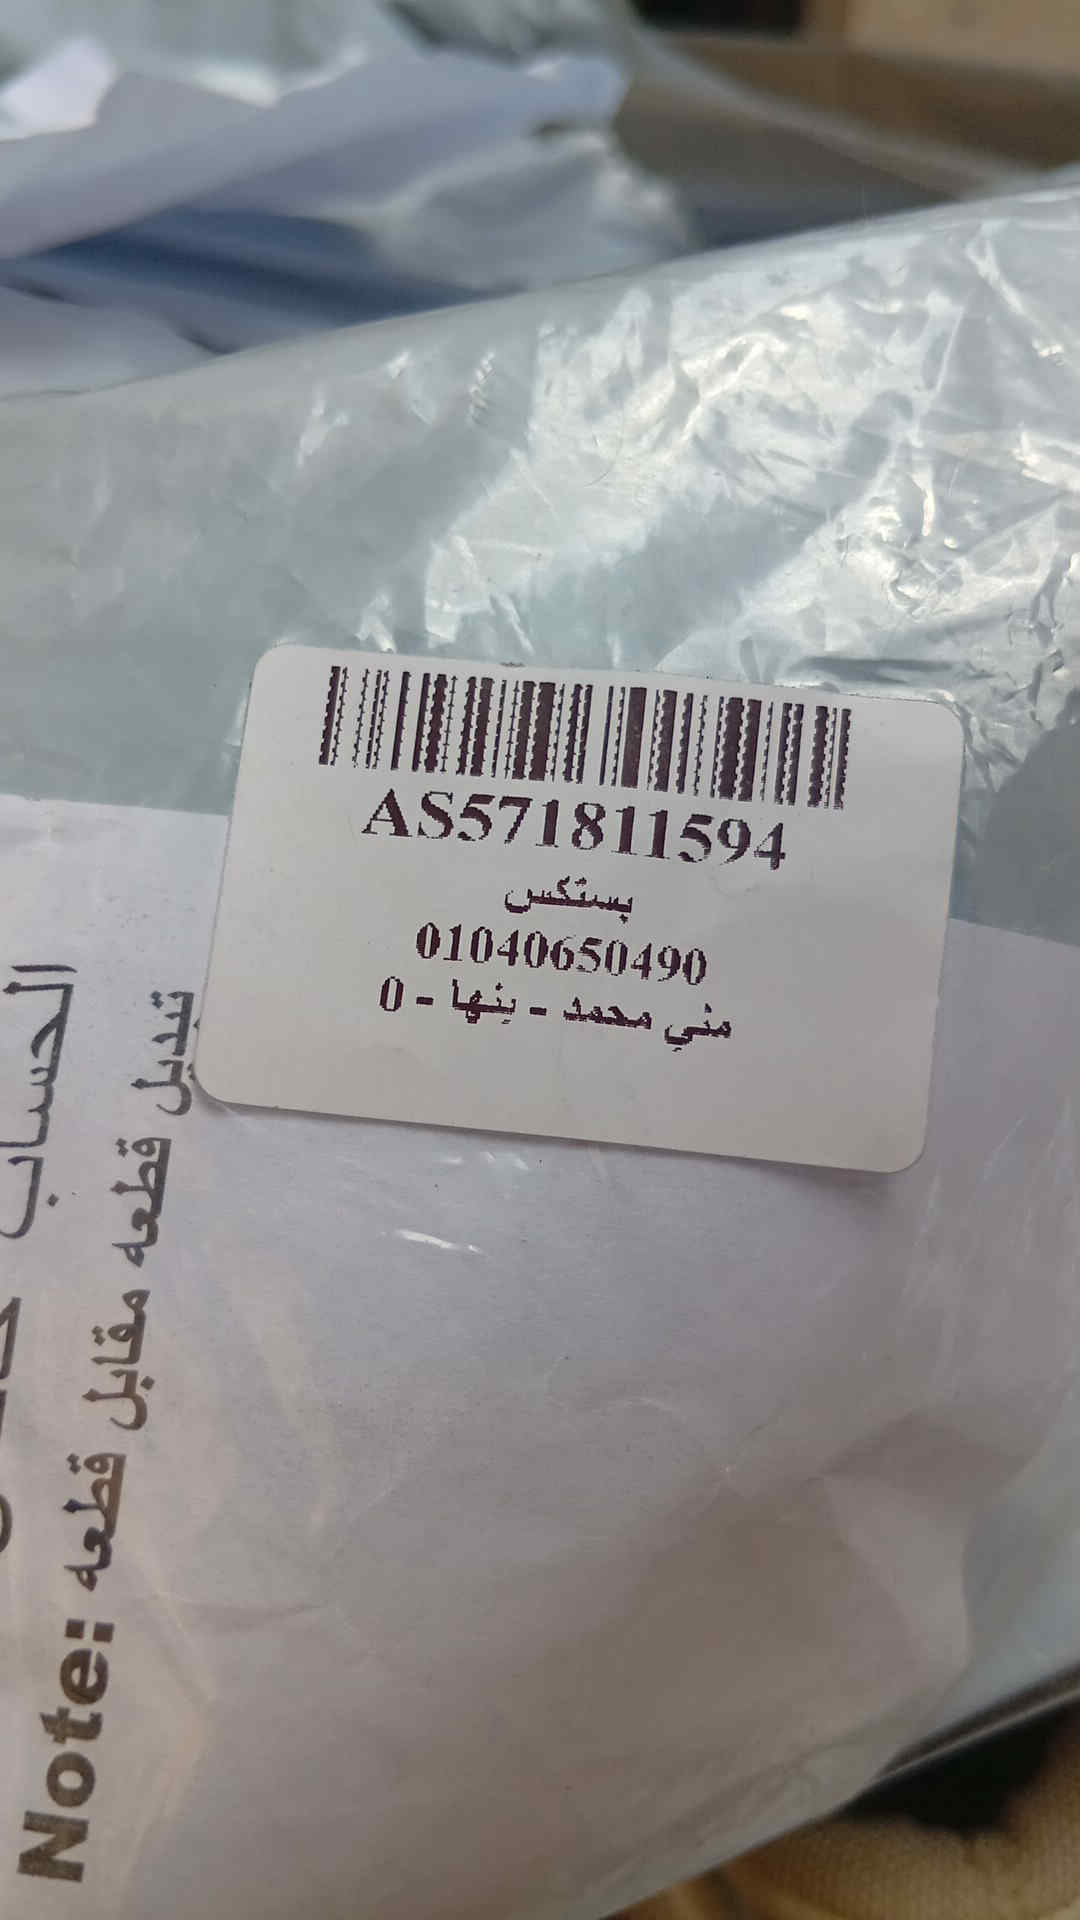 AS571811594
بستكس
01040650490
مني محمد - بنها - 0
الحساب
Note: تبديل قطعه مقابل قطعه